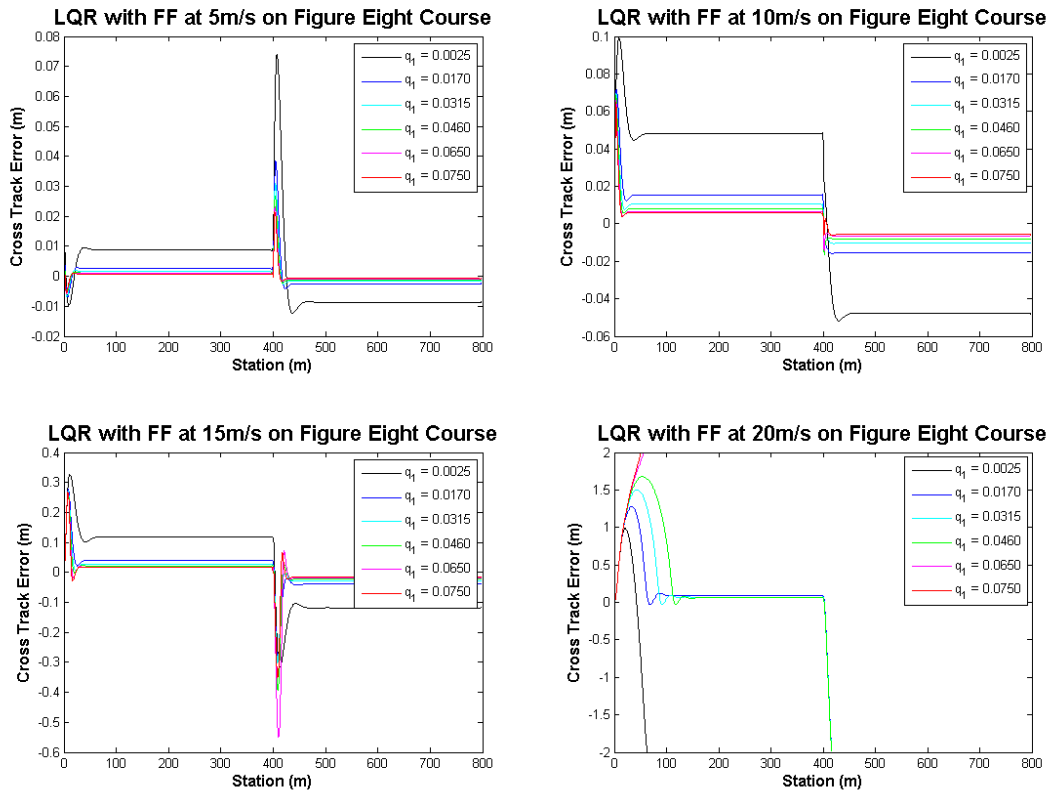 LQR with FF at 5m/s on Figure Eight Course
0.08
0.07
0.06
0.05
0.04
0.03
0.02
0.01
0
-0.01
-0.02
Cross Track Error (m)
0 100 200 300 400 500 600 700 800
Station (m)
q1 = 0.0025
q1 = 0.0170
q1 = 0.0315
q1 = 0.0460
q1 = 0.0650
q1 = 0.0750
LQR with FF at 10m/s on Figure Eight Course
0.1
0.08
0.06
0.04
0.02
0
-0.02
-0.04
0.06
Cross Track Error (m)
0 100 200 300 400 500 600 700 800
Station (m)
q1 = 0.0025
q1 = 0.0170
q1 = 0.0315
q1 = 0.0460
q1 = 0.0650
q1 = 0.0750
LQR with FF at 15m/s on Figure Eight Course
0.4
0.3
0.2
0.1
0
-0.1
-0.2
-0.3
-0.4
-0.5
-0.6
Cross Track Error (m)
0 100 200 300 400 500 600 700 800
Station (m)
q1 = 0.0025
q1 = 0.0170
q1 = 0.0315
q1 = 0.0460
q1 = 0.0650
q1 = 0.0750
LQR with FF at 20m/s on Figure Eight Course
2
1.5
1
0.5
0
-0.5
-1
-1.5
-2
Cross Track Error (m)
0 100 200 300 400 500 600 700 800
Station (m)
q1 = 0.0025
q1 = 0.0170
q1 = 0.0315
q1 = 0.0460
q1 = 0.0650
q1 = 0.0750